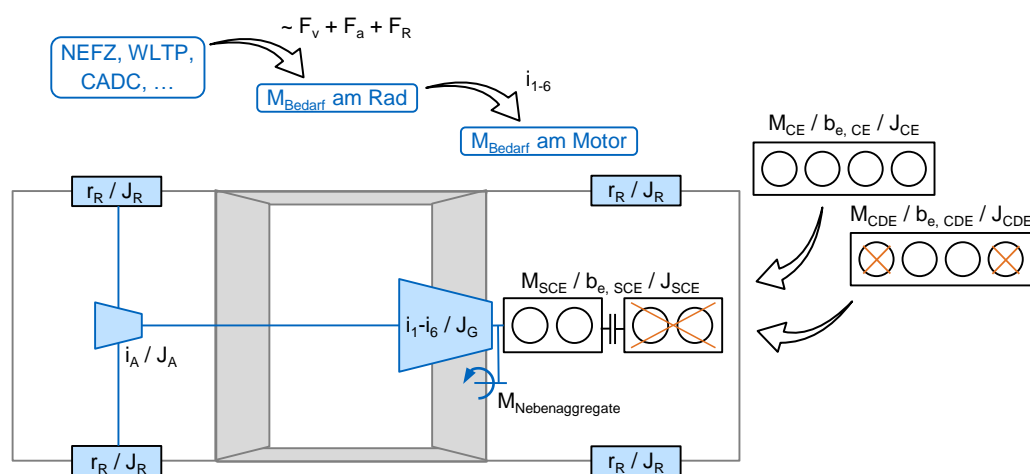 ~ F_v + F_a + F_R
NEFZ, WLTP,
CADC, …
i_1-6
M_Bedarf am Rad
M_Bedarf am Motor
M_CE / b_e, CE / J_CE
r_R / J_R
r_R / J_R
M_CDE / b_e, CDE / J_CDE
M_SCE / b_e, SCE / J_SCE
i_1-i_6 / J_G
i_A / J_A
M_Nebenaggregate
r_R / J_R
r_R / J_R